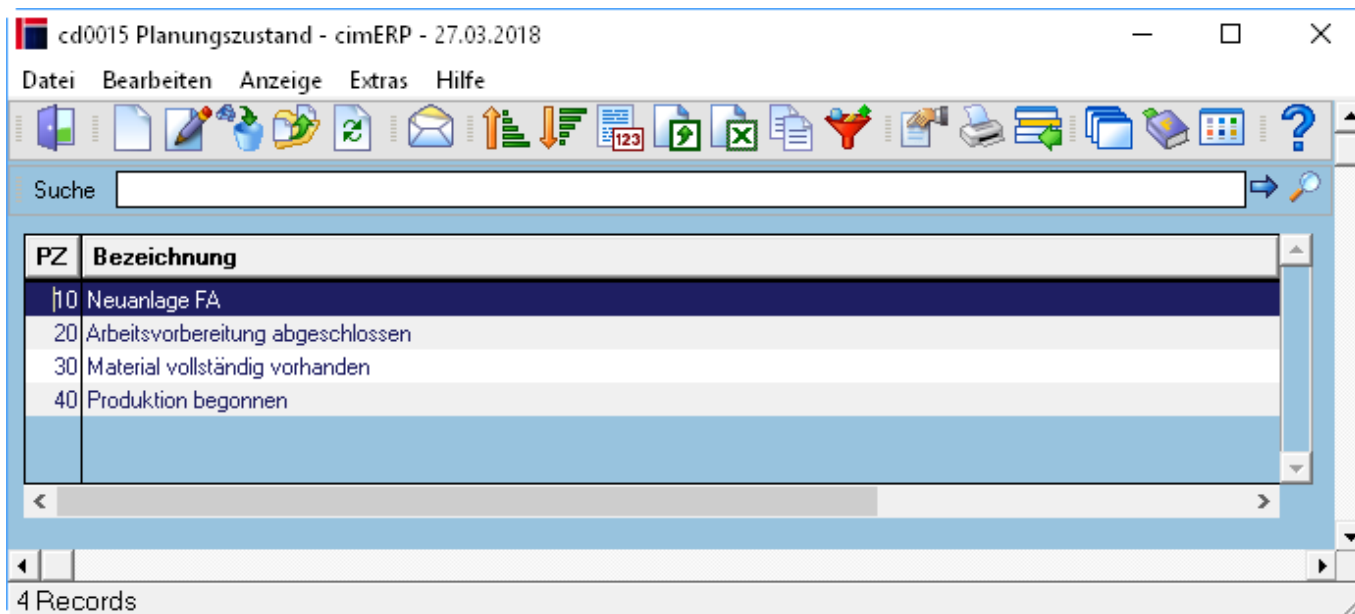 cd0015 Planungszustand - cimERP - 27.03.2018
Datei Bearbeiten Anzeige Extras Hilfe
123
Suche
PZ Bezeichnung
10 Neuanlage FA
20 Arbeitsvorbereitung abgeschlossen
30 Material vollständig vorhanden
40 Produktion begonnen
4 Records